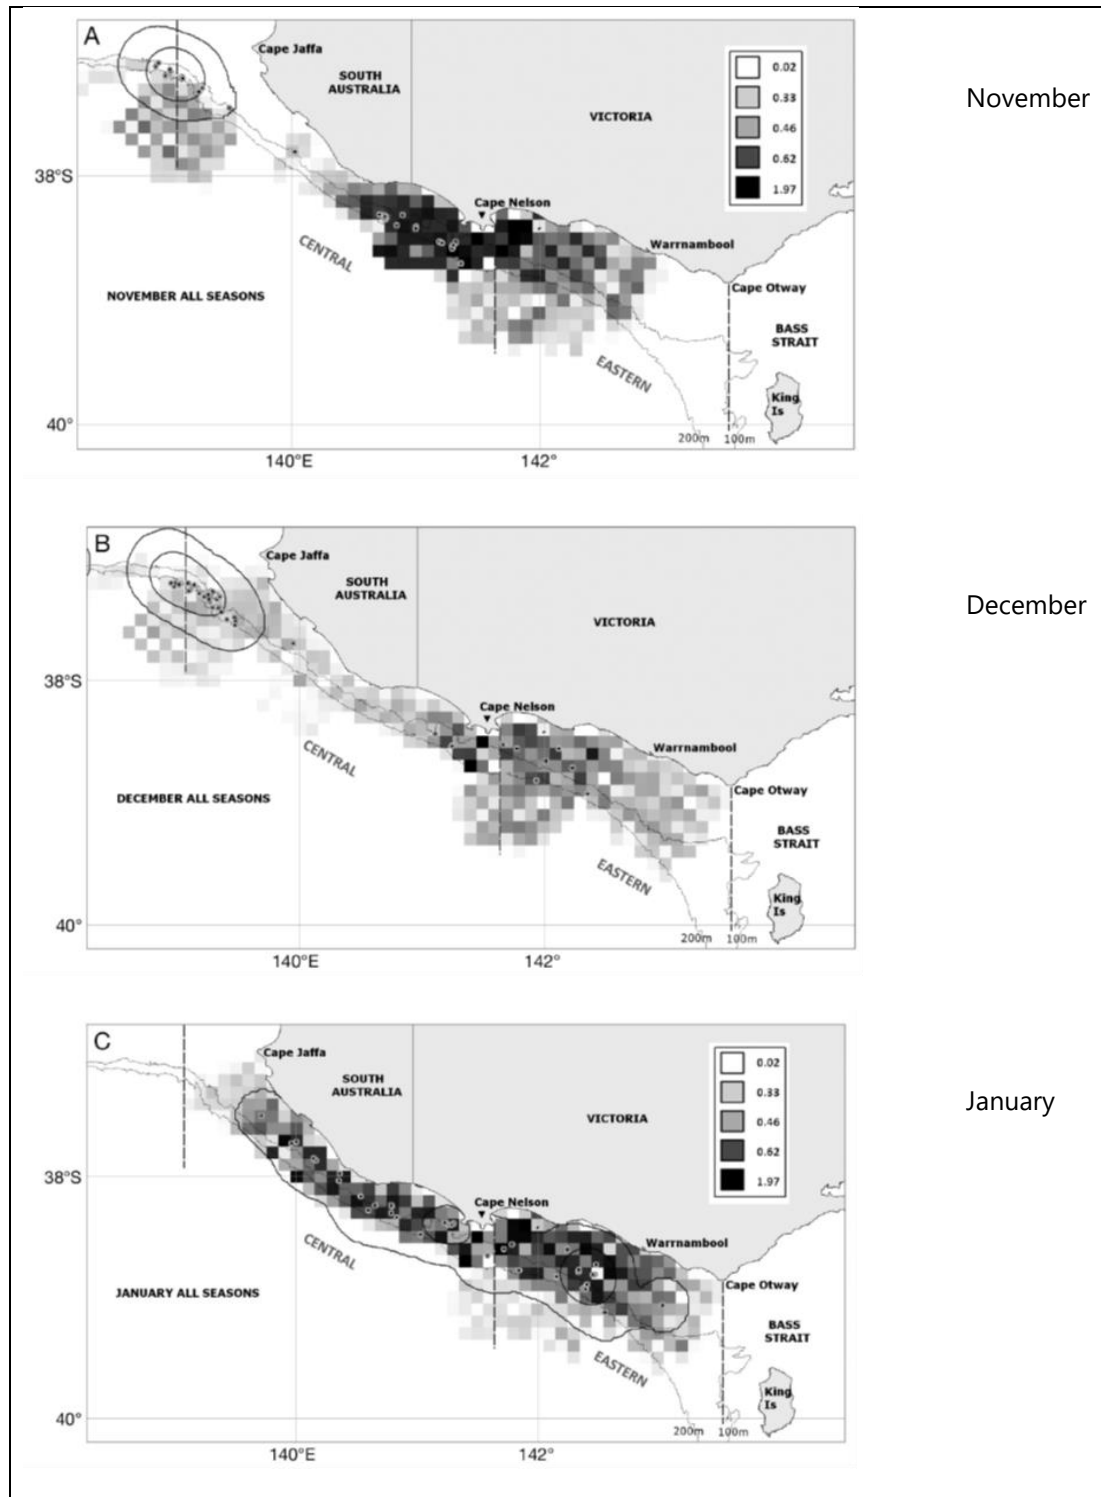 A
Cape Jaffa
SOUTH
AUSTRALIA
VICTORIA
0.02
0.33
0.46
0.62
1.97
November
38°S
Cape Nelson
CENTRAL
Warrnambool
NOVEMBER ALL SEASONS
Cape Otway
BASS
STRAIT
EASTERN
King
Is
40°
200m 100m
140°E
142°
B
Cape Jaffa
SOUTH
AUSTRALIA
VICTORIA
December
38°S
Cape Nelson
CENTRAL
Warrnambool
DECEMBER ALL SEASONS
Cape Otway
BASS
STRAIT
EASTERN
King
Is
40°
200m 100m
140°E
142°
C
Cape Jaffa
SOUTH
AUSTRALIA
VICTORIA
0.02
0.33
0.46
0.62
1.97
January
38°S
Cape Nelson
CENTRAL
Warrnambool
JANUARY ALL SEASONS
Cape Otway
BASS
STRAIT
EASTERN
King
Is
40°
200m 100m
140°E
142°